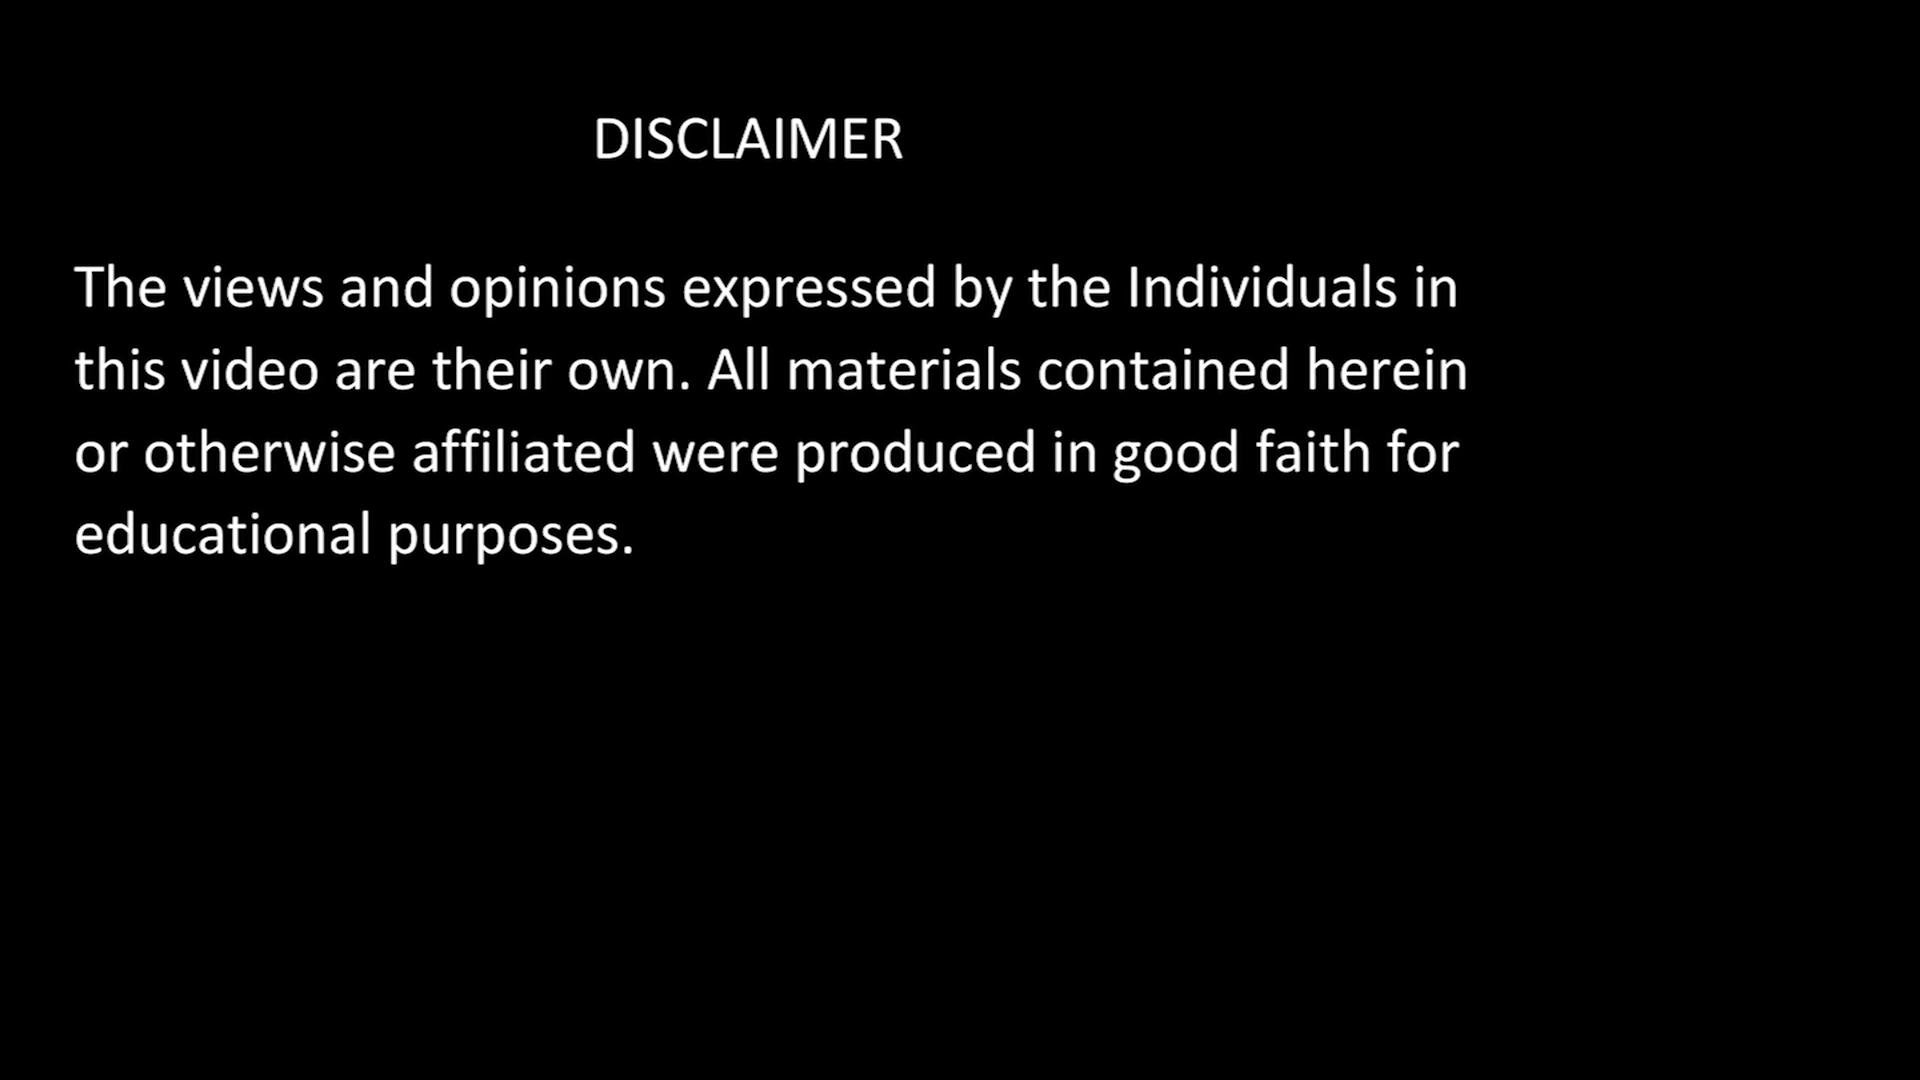 DISCLAIMER
The views and opinions expressed by the Individuals in
this video are their own. All materials contained herein
or otherwise affiliated were produced in good faith for
educational purposes.